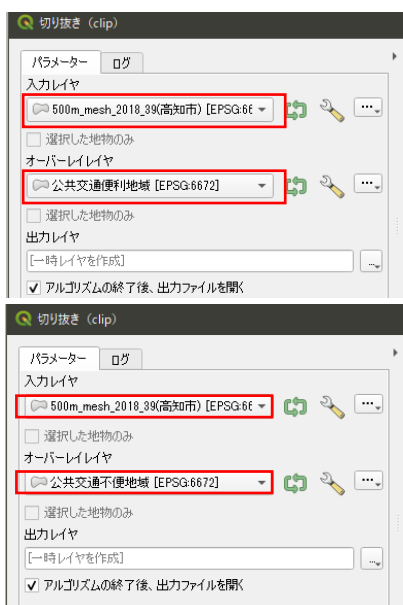 切り抜き (clip)
パラメーター ログ
入力レイヤ
500m_mesh_2018_39(高知市) [EPSG:66
...
選択した地物のみ
オーバーレイレイヤ
公共交通便利地域 [EPSG:6672]
...
選択した地物のみ
出力レイヤ
[一時レイヤを作成]
...
アルゴリズムの終了後、出力ファイルを開く
切り抜き (clip)
パラメーター ログ
入力レイヤ
500m_mesh_2018_39(高知市) [EPSG:66
...
選択した地物のみ
オーバーレイレイヤ
公共交通不便地域 [EPSG:6672]
...
選択した地物のみ
出力レイヤ
[一時レイヤを作成]
...
アルゴリズムの終了後、出力ファイルを開く